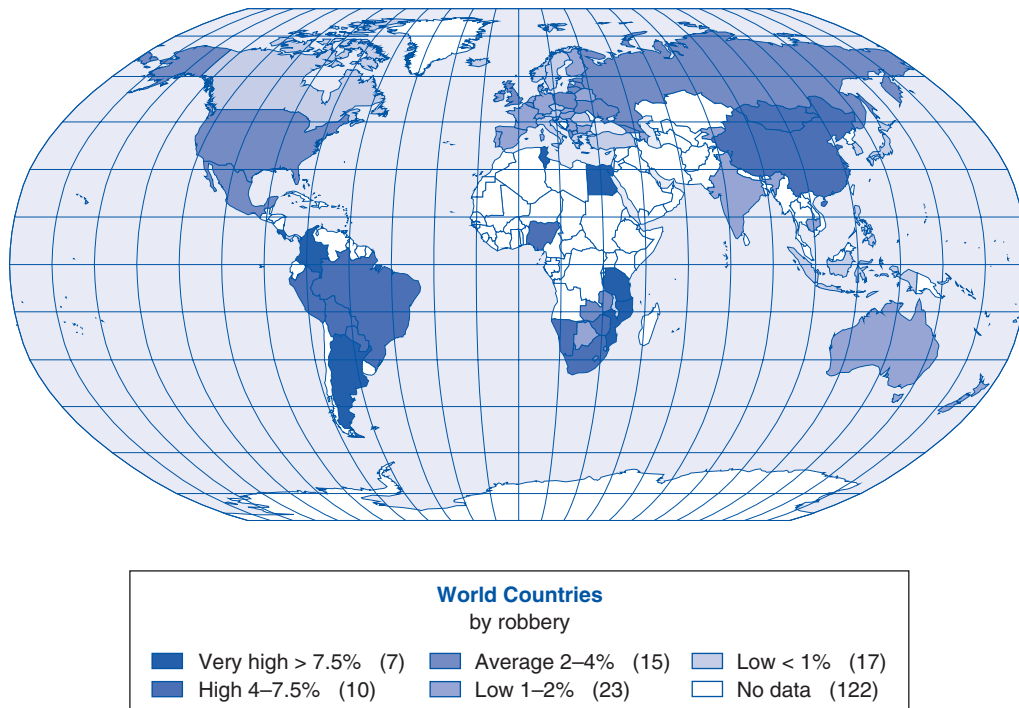 World Countries
by robbery
Very high > 7.5% (7) Average 2–4% (15) Low < 1% (17)
High 4–7.5% (10) Low 1–2% (23) No data (122)